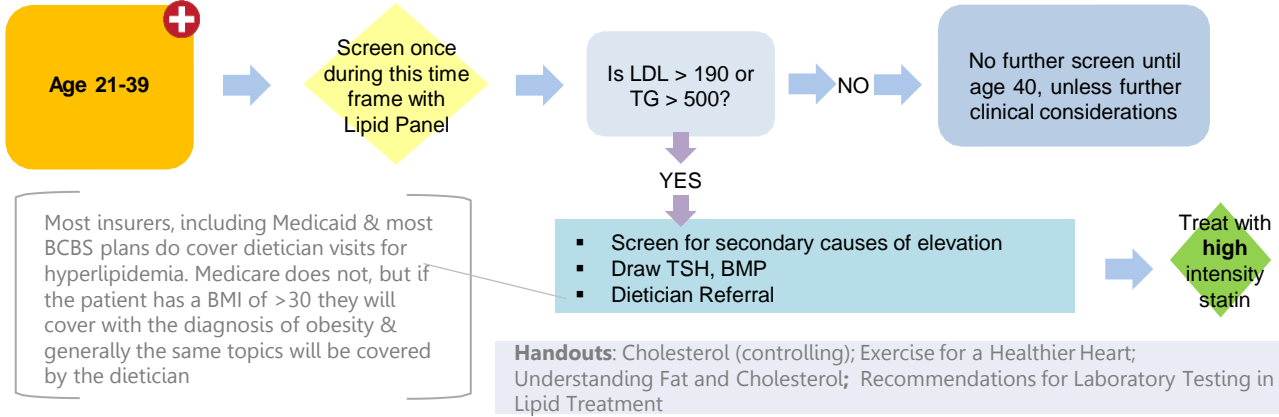 Age 21-39
Screen once
during this time
frame with
Lipid Panel
Is LDL > 190 or
TG > 500?
NO
No further screen until
age 40, unless further
clinical considerations
YES
Most insurers, including Medicaid & most
BCBS plans do cover dietician visits for
hyperlipidemia. Medicare does not, but if
the patient has a BMI of >30 they will
cover with the diagnosis of obesity &
generally the same topics will be covered
by the dietician
▪ Screen for secondary causes of elevation
▪ Draw TSH, BMP
▪ Dietician Referral
Treat with
high
intensity
statin
Handouts: Cholesterol (controlling); Exercise for a Healthier Heart;
Understanding Fat and Cholesterol; Recommendations for Laboratory Testing in
Lipid Treatment